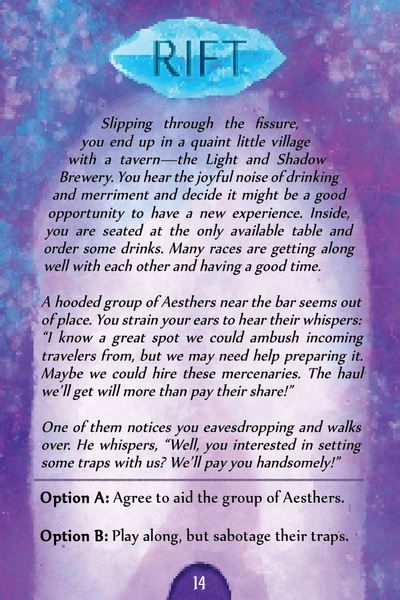 RIFT
Slipping through the fissure,
you end up in a quaint little village
with a tavern—the Light and Shadow
Brewery. You hear the joyful noise of drinking
and merriment and decide it might be a good
opportunity to have a new experience. Inside,
you are seated at the only available table and
order some drinks. Many races are getting along
well with each other and having a good time.
A hooded group of Aesthers near the bar seems out
of place. You strain your ears to hear their whispers:
“I know a great spot we could ambush incoming
travelers from, but we may need help preparing it.
Maybe we could hire these mercenaries. The haul
we’ll get will more than pay their share!”
One of them notices you eavesdropping and walks
over. He whispers, “Well, you interested in setting
some traps with us? We’ll pay you handsomely!”
Option A: Agree to aid the group of Aesthers.
Option B: Play along, but sabotage their traps.
14